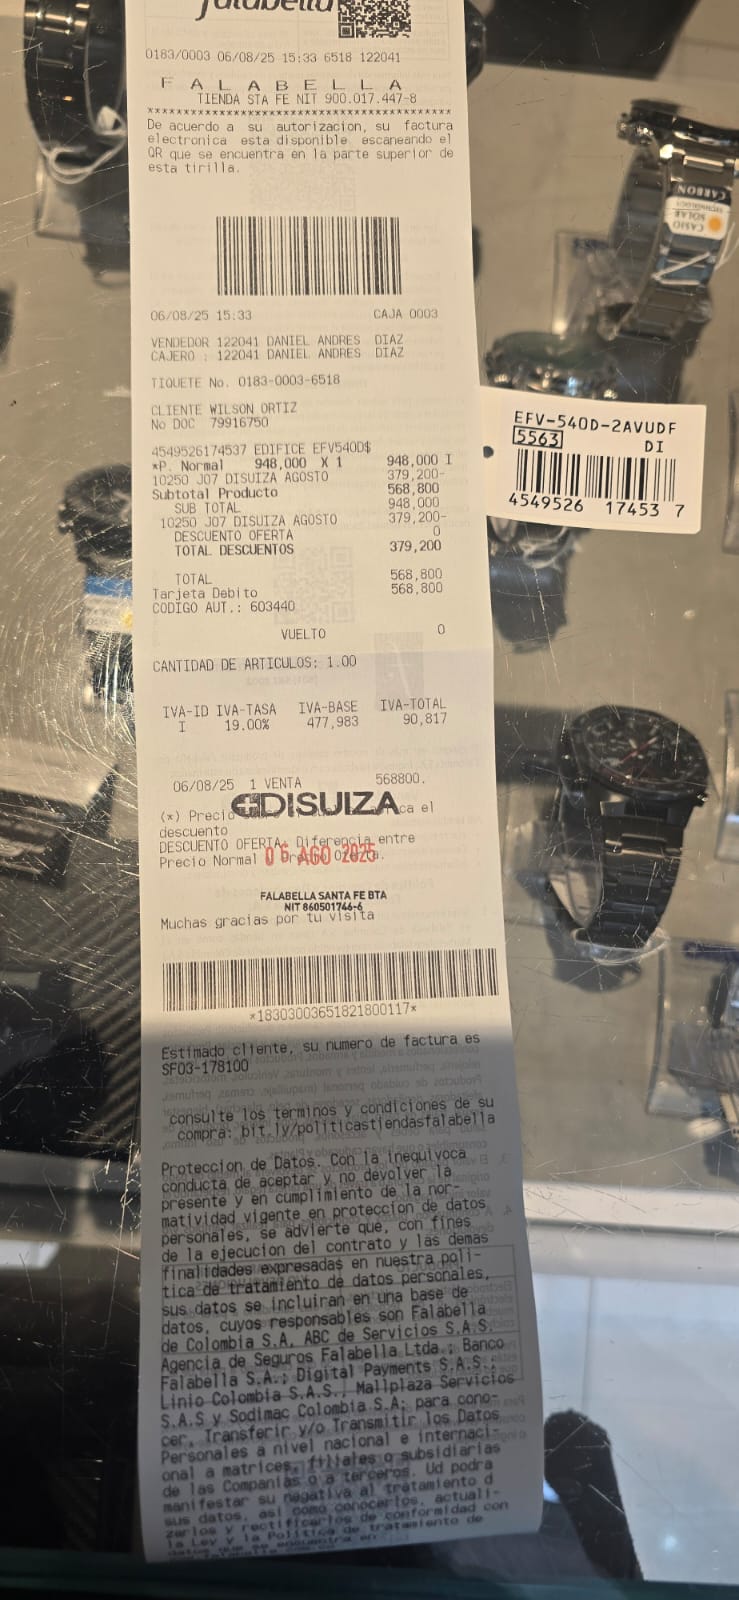 falabella
0183/0003 06/08/25 15:33 6518 122041
F A L A B E L L A
TIENDA STA FE NIT 900.017.447-8
De acuerdo a su autorizacion, su factura
electronica esta disponible escaneando el
QR que se encuentra en la parte superior de
esta tirilla.
06/08/25 15:33 CAJA 0003
VENDEDOR 122041 DANIEL ANDRES DIAZ
CAJERO : 122041 DANIEL ANDRES DIAZ
TIQUETE No. 0183-0003-6518
CLIENTE WILSON ORTIZ
No DOC 79916750
4549526174537 EDIFICE EFV540D$
*P. Normal 948,000 X 1 948,000 I
10250 J07 DISUIZA AGOSTO 379,200-
Subtotal Producto 568,800
SUB TOTAL 948,000
10250 J07 DISUIZA AGOSTO 379,200-
DESCUENTO OFERTA 0
TOTAL DESCUENTOS 379,200
TOTAL 568,800
Tarjeta Debito 568,800
CODIGO AUT.: 603440
VUELTO 0
CANTIDAD DE ARTICULOS: 1.00
IVA-ID IVA-TASA IVA-BASE IVA-TOTAL
I 19.00% 477,983 90,817
06/08/25 1 VENTA 568800.
DISUIZA
(*) Precio ca el
descuento
DESCUENTO OFERTA: Diferencia entre
Precio Normal
06 AGO 2025
FALABELLA SANTA FE BTA
NIT 860501746-6
Muchas gracias por tu visita
*18303003651821800117*
Estimado cliente, su numero de factura es
SF03-178100
consulte los terminos y condiciones de su
compra: bit.ly/politicastiendasfalabella
Proteccion de Datos. Con la inequivoca
conducta de aceptar y no devolver la
presente y en cumplimiento de la nor-
matividad vigente en proteccion de datos
personales, se advierte que, con fines
de la ejecucion del contrato y las demas
finalidades expresadas en nuestra poli-
tica de tratamiento de datos personales,
sus datos se incluiran en una base de
datos, cuyos responsables son Falabella
de Colombia S.A, ABC de Servicios S.A.S.
Agencia de Seguros Falabella Ltda.; Banco
Falabella S.A.; Digital Payments S.A.S.;
Linio Colombia S.A.S.; Mallplaza Servicios
S.A.S y Sodimac Colombia S.A; para cono-
cer, Transferir y/o Transmitir los Datos
Personales a nivel nacional e internaci-
onal a matrices, filiales o subsidiarias
de las Companias o a terceros. Ud podra
manifestar su negativa al tratamiento d
sus datos, asi como conocerlos, actuali-
zarlos y rectificarlos de conformidad con
la Ley y la Politica de tratamiento de
EFV-540D-2AVUDF
5563 DI
4549526 17453 7
CARBON
CASIO
SOLAR